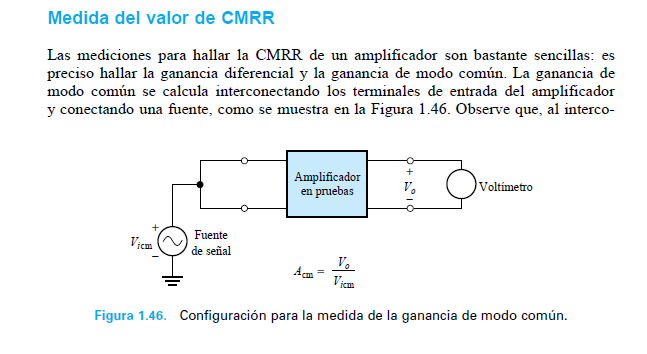 Medida del valor de CMRR
Las mediciones para hallar la CMRR de un amplificador son bastante sencillas: es
preciso hallar la ganancia diferencial y la ganancia de modo común. La ganancia de
modo común se calcula interconectando los terminales de entrada del amplificador
y conectando una fuente, como se muestra en la Figura 1.46. Observe que, al interco-
Amplificador
en pruebas
+
Vo
−
Voltímetro
+
Vicm
−
Fuente
de señal
Acm = Vo / Vicm
Figura 1.46. Configuración para la medida de la ganancia de modo común.